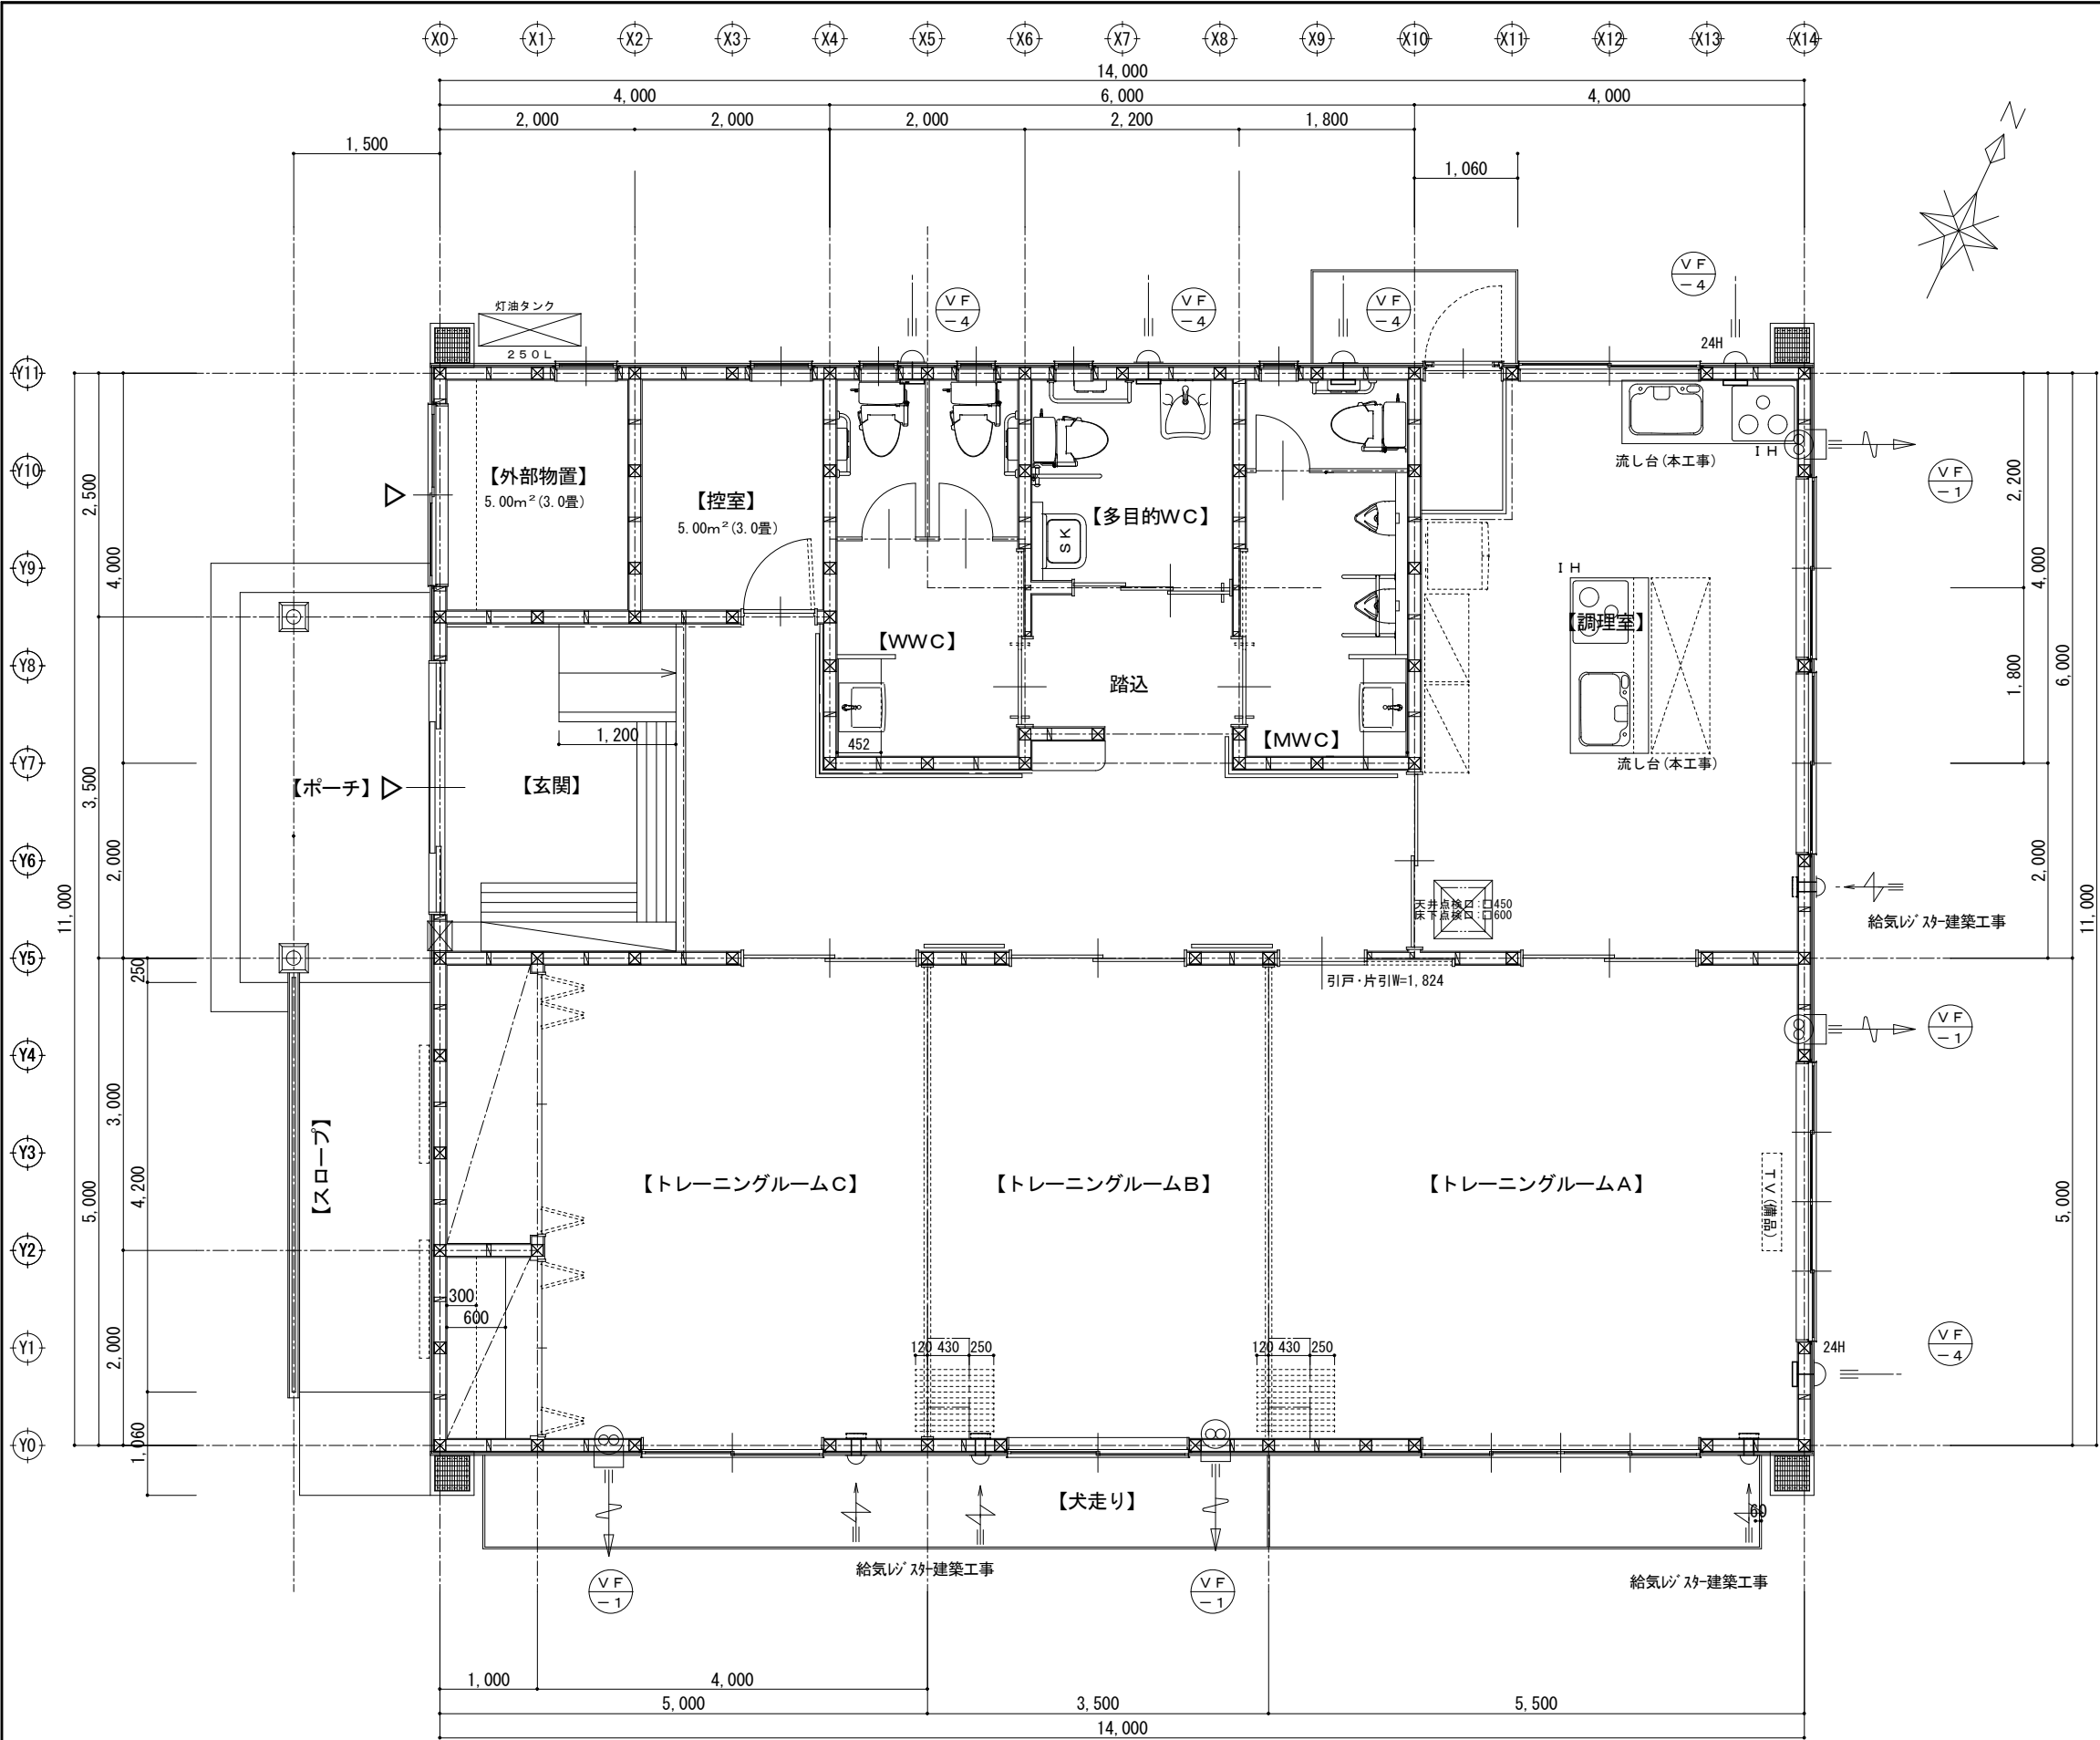 X0 X1 X2 X3 X4 X5 X6 X7 X8 X9 X10 X11 X12 X13 X14
14,000
4,000 6,000 4,000
2,000 2,000 2,000 2,200 1,800
1,500
1,060
N
灯油タンク
250L
VF
-4
VF
-4
VF
-4
VF
-4
24H
Y11
Y10
Y9
Y8
Y7
Y6
Y5
Y4
Y3
Y2
Y1
Y0
11,000
2,500
3,500
5,000
4,000
2,000
3,000
2,000
250
4,200
1,060
【外部物置】
5.00m²(3.0畳)
【控室】
5.00m²(3.0畳)
【多目的WC】
SK
【WWC】
踏込
【MWC】
452
流し台(本工事)
IH
IH
【調理室】
流し台(本工事)
VF
-1
【ポーチ】
【玄関】
1,200
天井点検口:□450
床下点検口:□600
給気レジスター建築工事
引戸・片引W=1,824
2,200
1,800
4,000
2,000
6,000
5,000
11,000
VF
-1
【スロープ】
【トレーニングルームC】
【トレーニングルームB】
【トレーニングルームA】
TV(備品)
300
600
120 430 250
120 430 250
24H
VF
-4
【犬走り】
60
給気レジスター建築工事
給気レジスター建築工事
VF
-1
VF
-1
1,000 4,000
5,000 3,500 5,500
14,000